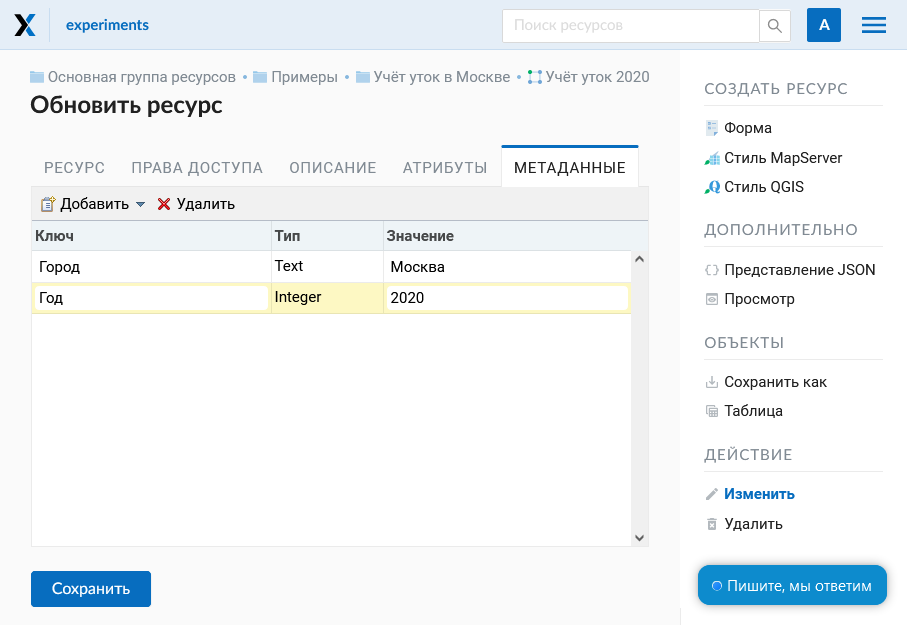 experiments
Поиск ресурсов
A
Основная группа ресурсов • Примеры • Учёт уток в Москве • Учёт уток 2020
Обновить ресурс
РЕСУРС ПРАВА ДОСТУПА ОПИСАНИЕ АТРИБУТЫ МЕТАДАННЫЕ
Добавить Удалить
Ключ Тип Значение
Город Text Москва
Год Integer 2020
Сохранить
СОЗДАТЬ РЕСУРС
Форма
Стиль MapServer
Стиль QGIS
ДОПОЛНИТЕЛЬНО
Представление JSON
Просмотр
ОБЪЕКТЫ
Сохранить как
Таблица
ДЕЙСТВИЕ
Изменить
Удалить
Пишите, мы ответим